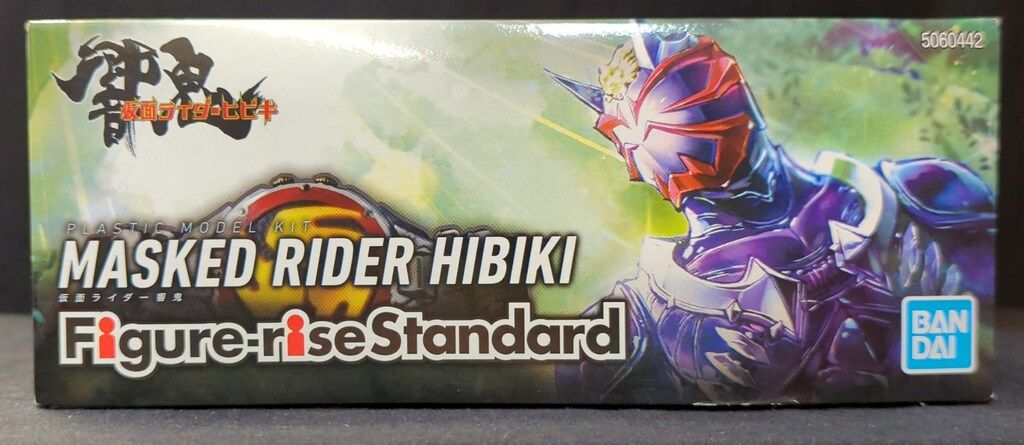 5060442
響鬼
仮面ライダーヒビキ
PLASTIC MODEL KIT
MASKED RIDER HIBIKI
仮面ライダー響鬼
Figure-riseStandard
BAN
DAI